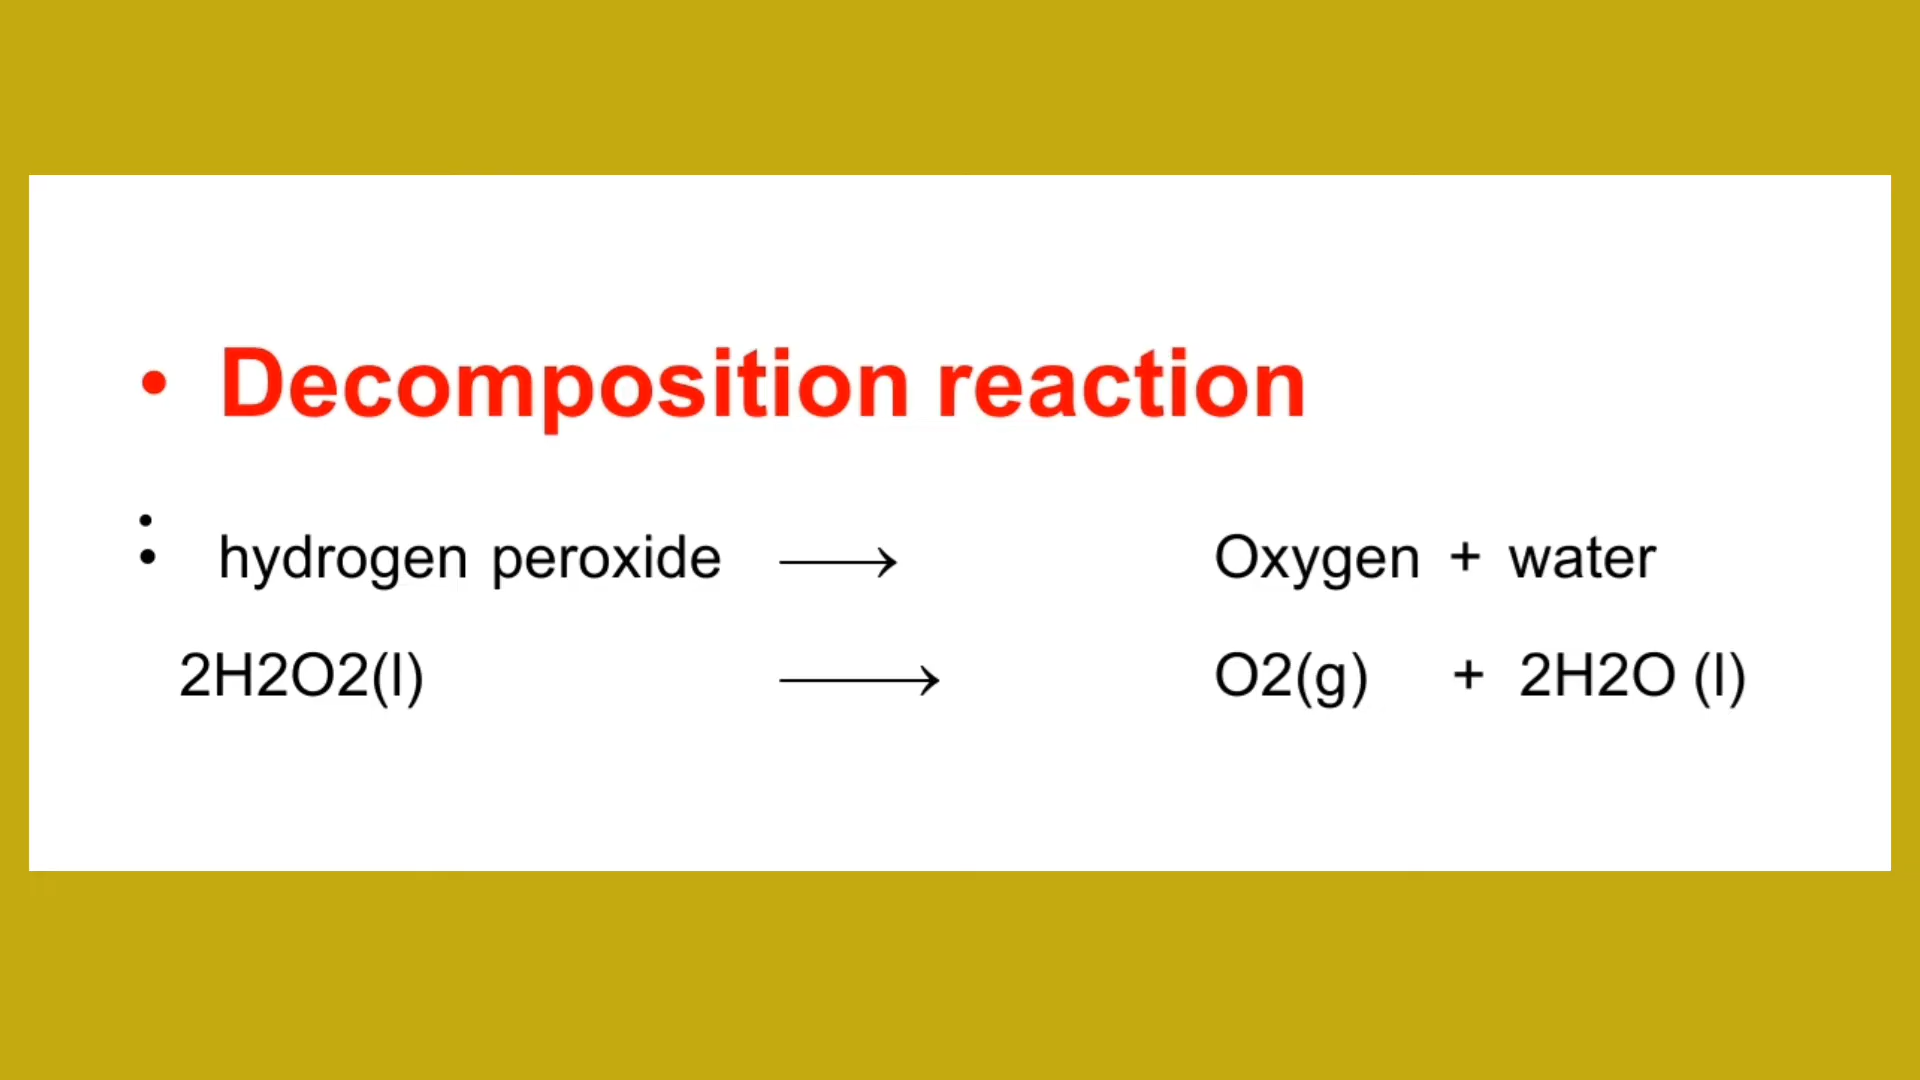 • Decomposition reaction
•
• hydrogen peroxide ⟶ Oxygen + water
2H2O2(l) ⟶ O2(g) + 2H2O (l)